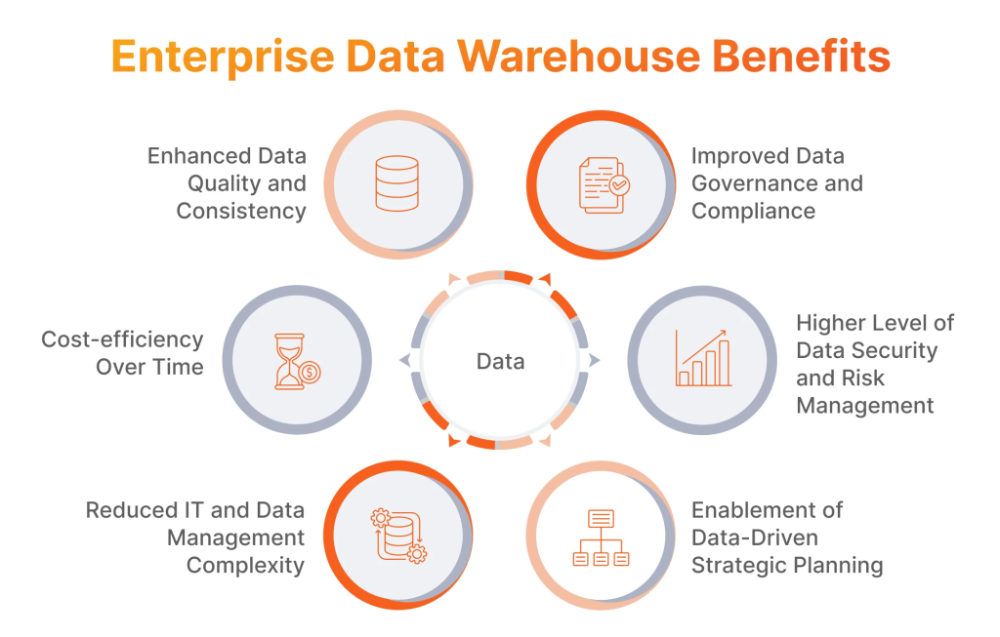 Enterprise Data Warehouse Benefits
Enhanced Data
Quality and
Consistency
Improved Data
Governance and
Compliance
Cost-efficiency
Over Time
Data
Higher Level of
Data Security
and Risk
Management
Reduced IT and Data
Management
Complexity
Enablement of
Data-Driven
Strategic Planning
$